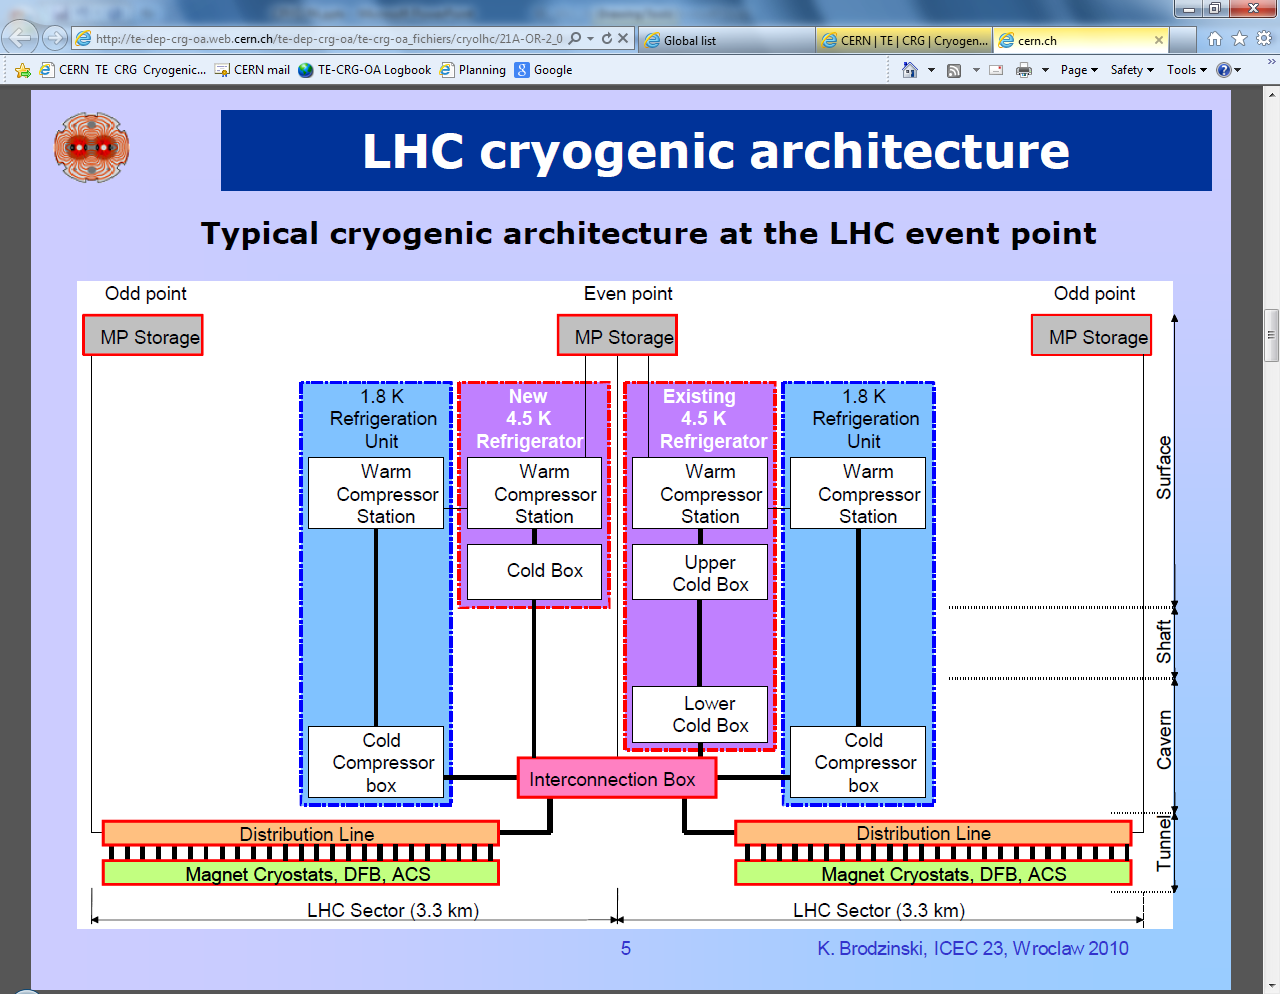 http://te-dep-crg-oa.web.cern.ch/te-dep-crg-oa/te-crg-oa_fichiers/cryolhc/21A-OR-2_0
Global list
CERN | TE | CRG | Cryogen...
cern.ch
CERN TE CRG Cryogenic...
CERN mail
TE-CRG-OA Logbook
Planning
Google
Page
Safety
Tools
LHC cryogenic architecture
Typical cryogenic architecture at the LHC event point
Odd point
Even point
Odd point
MP Storage
MP Storage
MP Storage
1.8 K
Refrigeration
Unit
New
4.5 K
Refrigerator
Existing
4.5 K
Refrigerator
1.8 K
Refrigeration
Unit
Warm
Compressor
Station
Warm
Compressor
Station
Warm
Compressor
Station
Warm
Compressor
Station
Cold Box
Upper
Cold Box
Lower
Cold Box
Cold
Compressor
box
Cold
Compressor
box
Interconnection Box
Surface
Shaft
Cavern
Tunnel
Distribution Line
Distribution Line
Magnet Cryostats, DFB, ACS
Magnet Cryostats, DFB, ACS
LHC Sector (3.3 km)
LHC Sector (3.3 km)
5
K. Brodzinski, ICEC 23, Wroclaw 2010